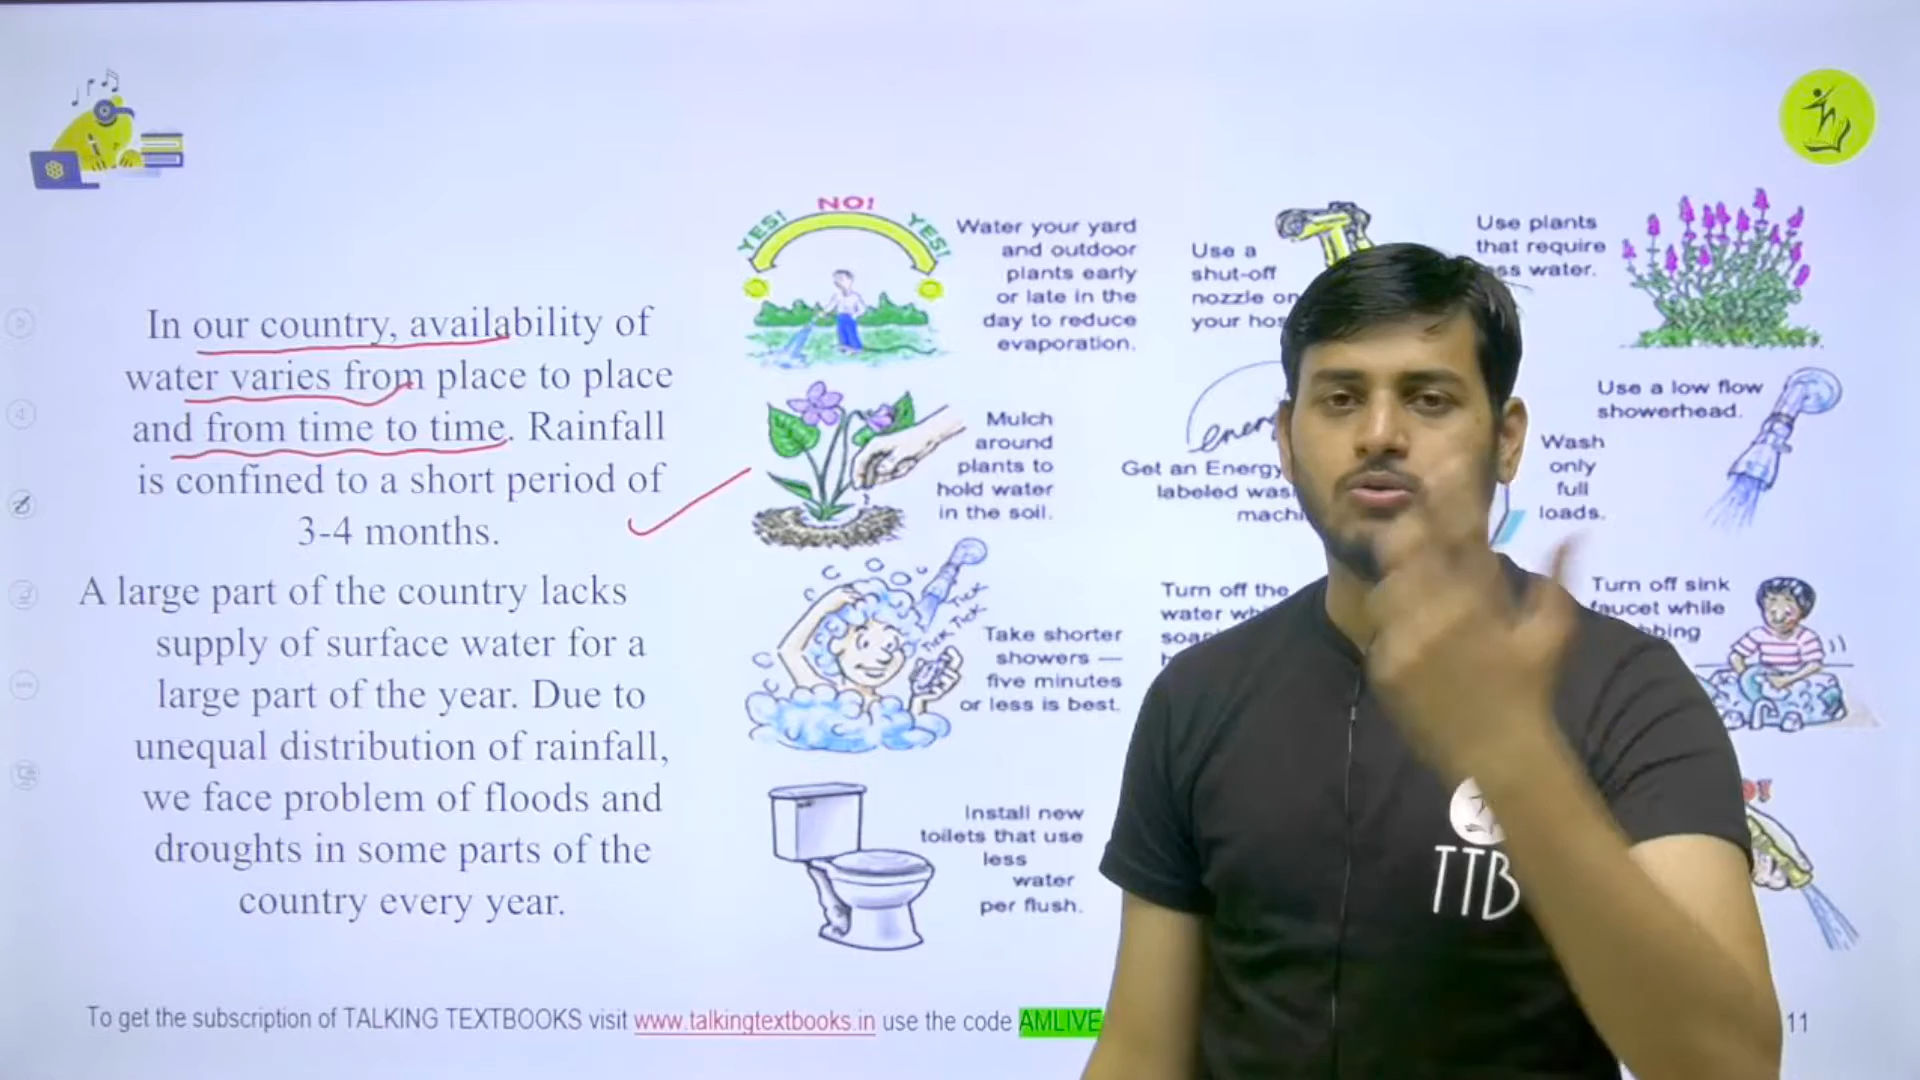 In our country, availability of
water varies from place to place
and from time to time. Rainfall
is confined to a short period of
3-4 months.
A large part of the country lacks
supply of surface water for a
large part of the year. Due to
unequal distribution of rainfall,
we face problem of floods and
droughts in some parts of the
country every year.
YES! NO! YES!
Water your yard
and outdoor
plants early
or late in the
day to reduce
evaporation.
Use a
shut-off
nozzle on
your
Use plants
that require
water.
Mulch
around
plants to
hold water
in the soil.
Get an Energy
labeled
Wash
only
full
loads.
Use a low flow
showerhead.
TICK
TICK
TICK
Take shorter
showers —
five minutes
or less is best.
Turn off the
water
Turn off sink
faucet while
Install new
toilets that use
less
water
per flush.
TTB
To get the subscription of TALKING TEXTBOOKS visit www.talkingtextbooks.in use the code AMLIVE
11